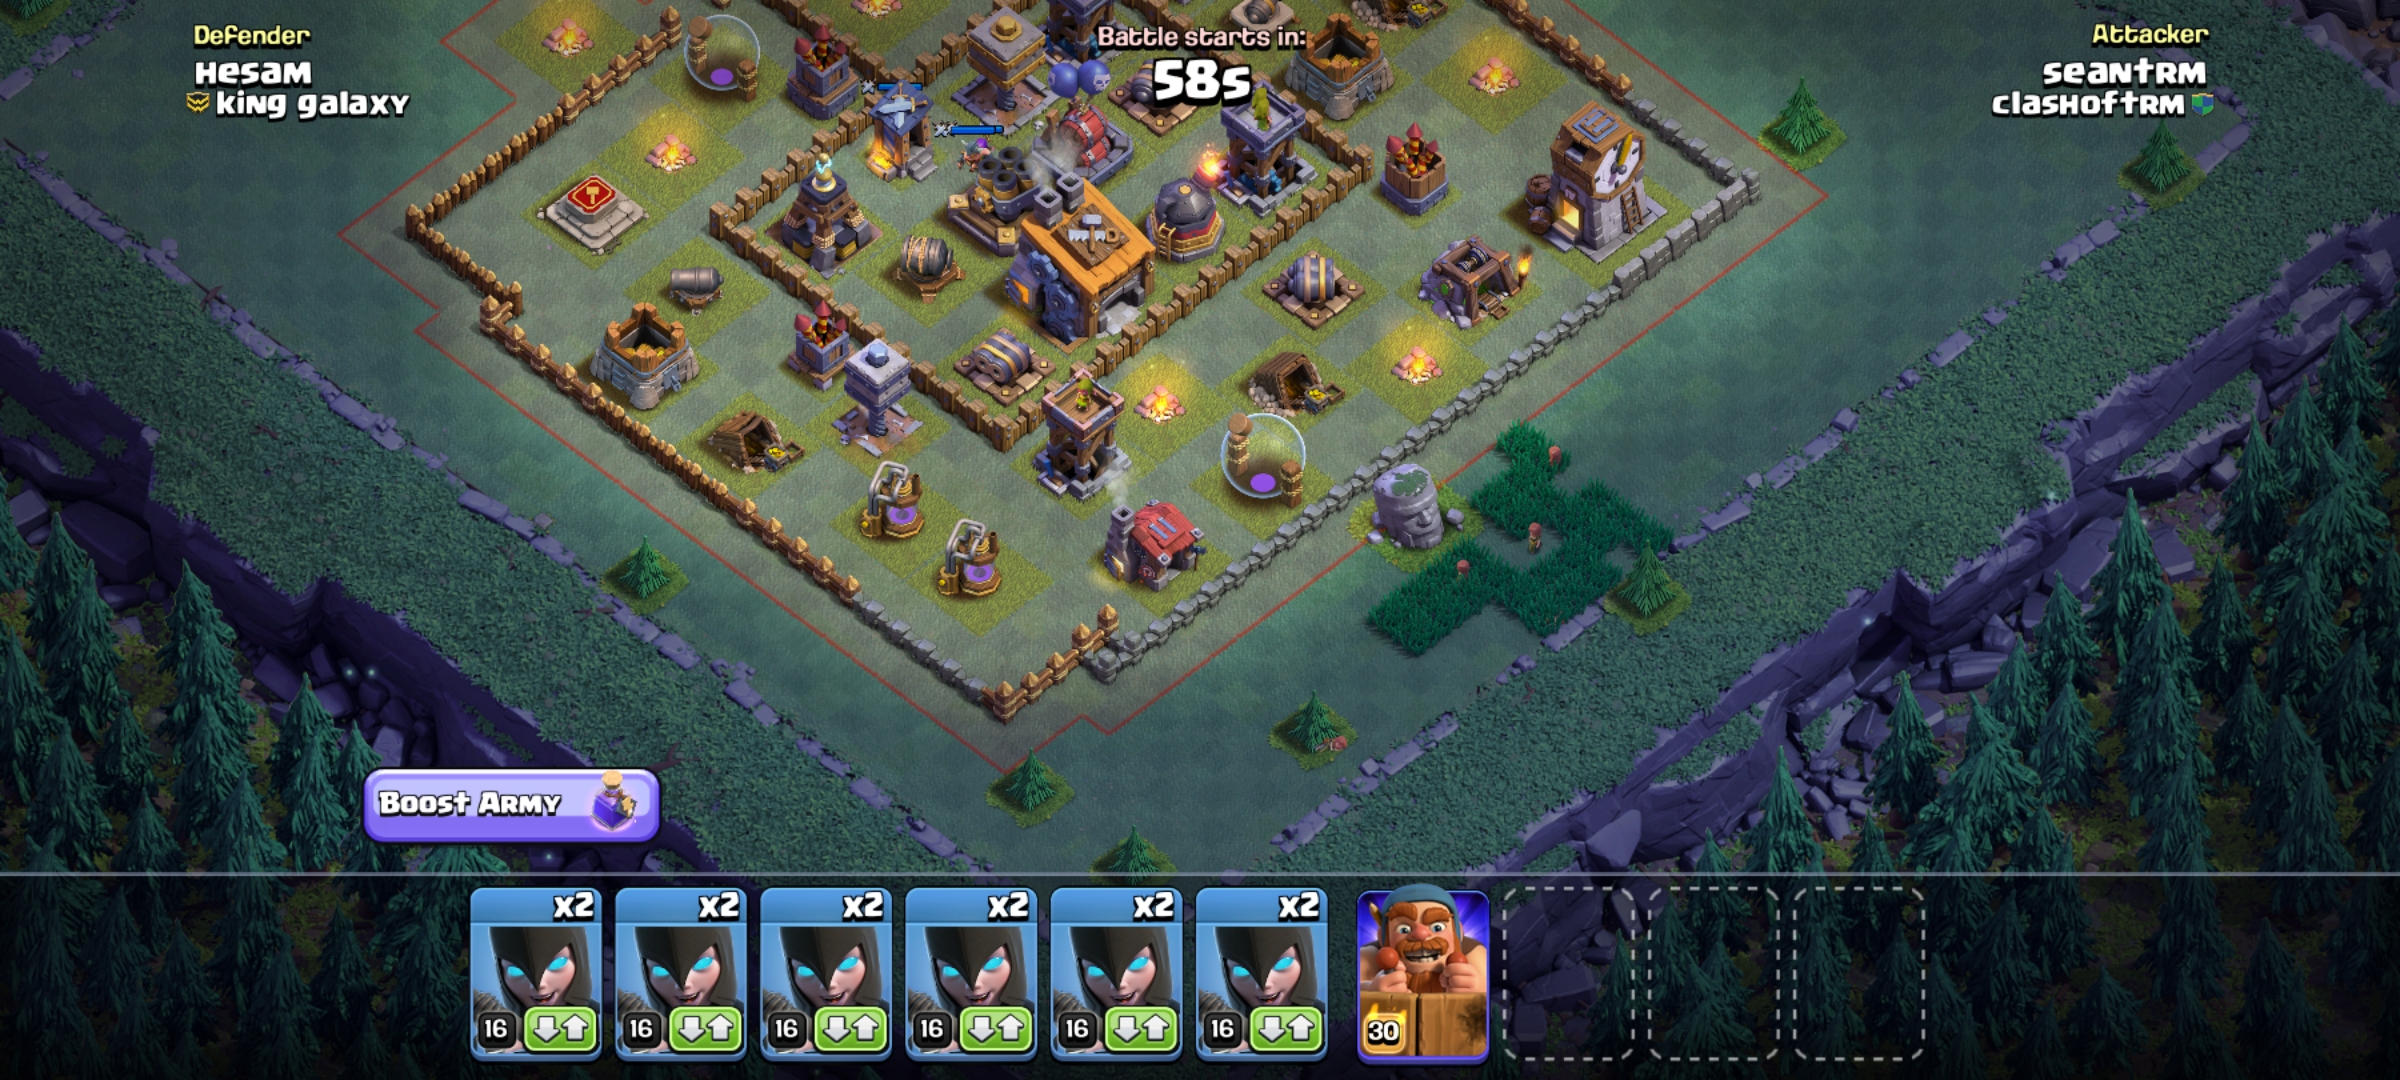 Defender
Hesam
king galaxy
Battle starts in:
58s
Attacker
seantRM
clashoftRM
Boost Army
x2
x2
x2
x2
x2
x2
16
16
16
16
16
16
30